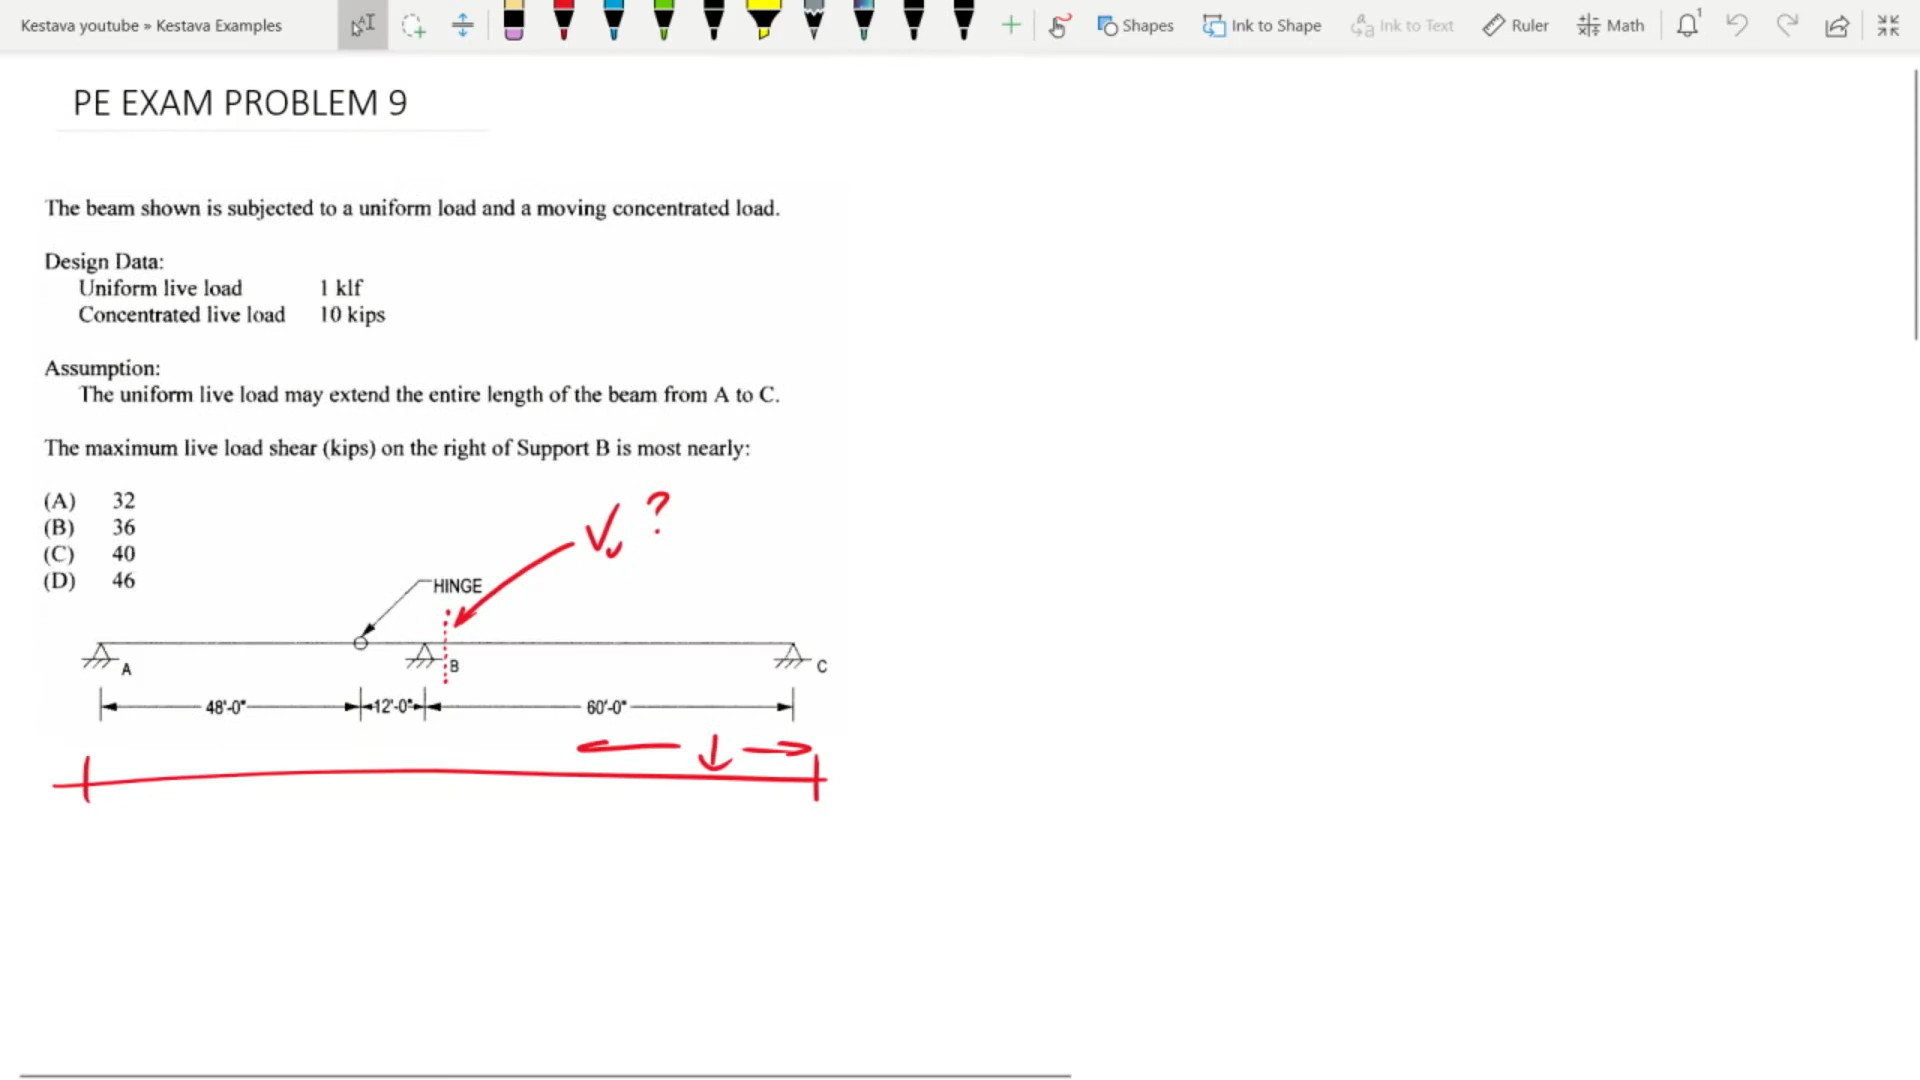 Kestava youtube » Kestava Examples
Shapes
Ink to Shape
Ink to Text
Ruler
Math
1
PE EXAM PROBLEM 9
The beam shown is subjected to a uniform load and a moving concentrated load.
Design Data:
Uniform live load 1 klf
Concentrated live load 10 kips
Assumption:
The uniform live load may extend the entire length of the beam from A to C.
The maximum live load shear (kips) on the right of Support B is most nearly:
(A) 32
(B) 36
(C) 40
(D) 46
?
HINGE
A
B
C
48'-0"
12'-0"
60'-0"